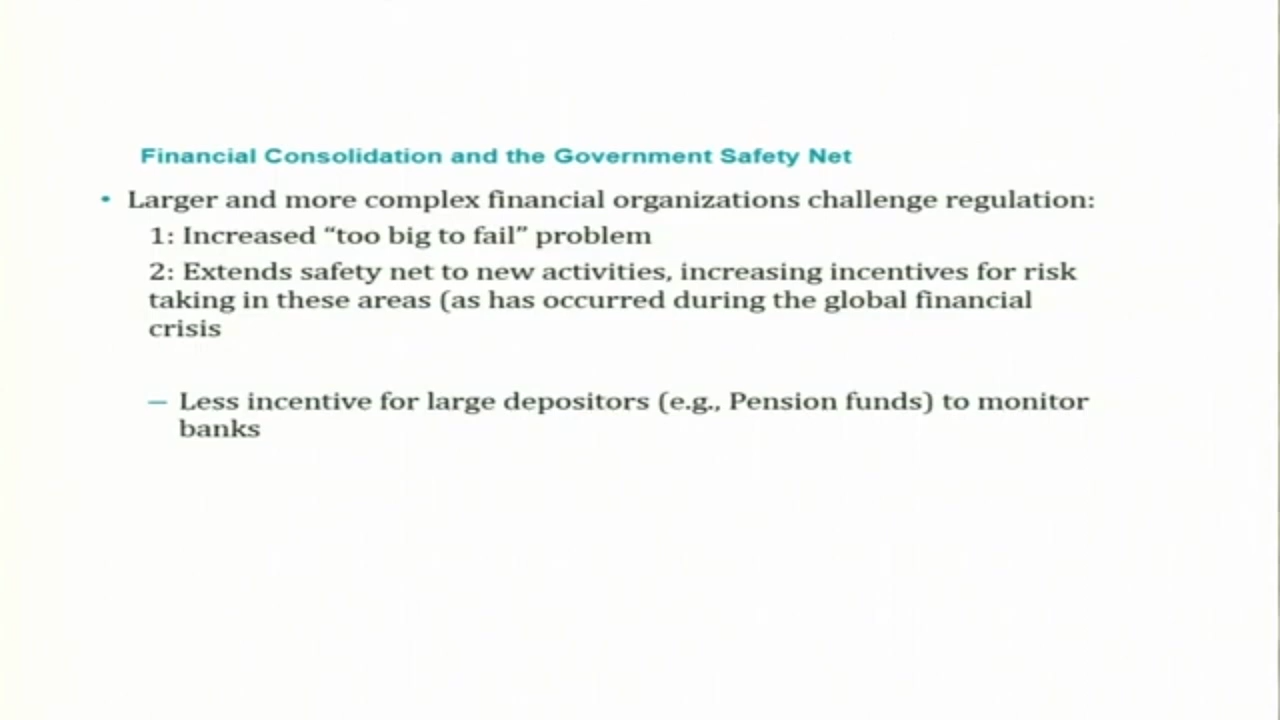 Financial Consolidation and the Government Safety Net
• Larger and more complex financial organizations challenge regulation:
1: Increased “too big to fail” problem
2: Extends safety net to new activities, increasing incentives for risk
taking in these areas (as has occurred during the global financial
crisis
– Less incentive for large depositors (e.g., Pension funds) to monitor
banks